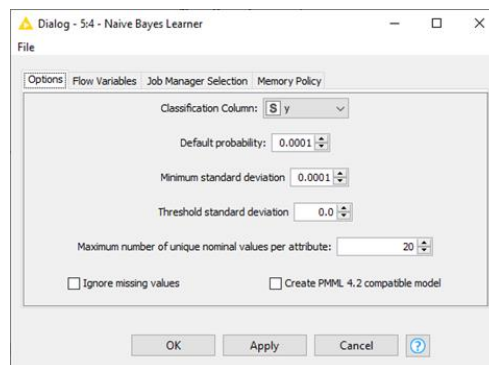 Dialog - 5:4 - Naive Bayes Learner
File
Options Flow Variables Job Manager Selection Memory Policy
Classification Column: S y
Default probability: 0.0001
Minimum standard deviation 0.0001
Threshold standard deviation 0.0
Maximum number of unique nominal values per attribute: 20
Ignore missing values Create PMML 4.2 compatible model
OK Apply Cancel ?